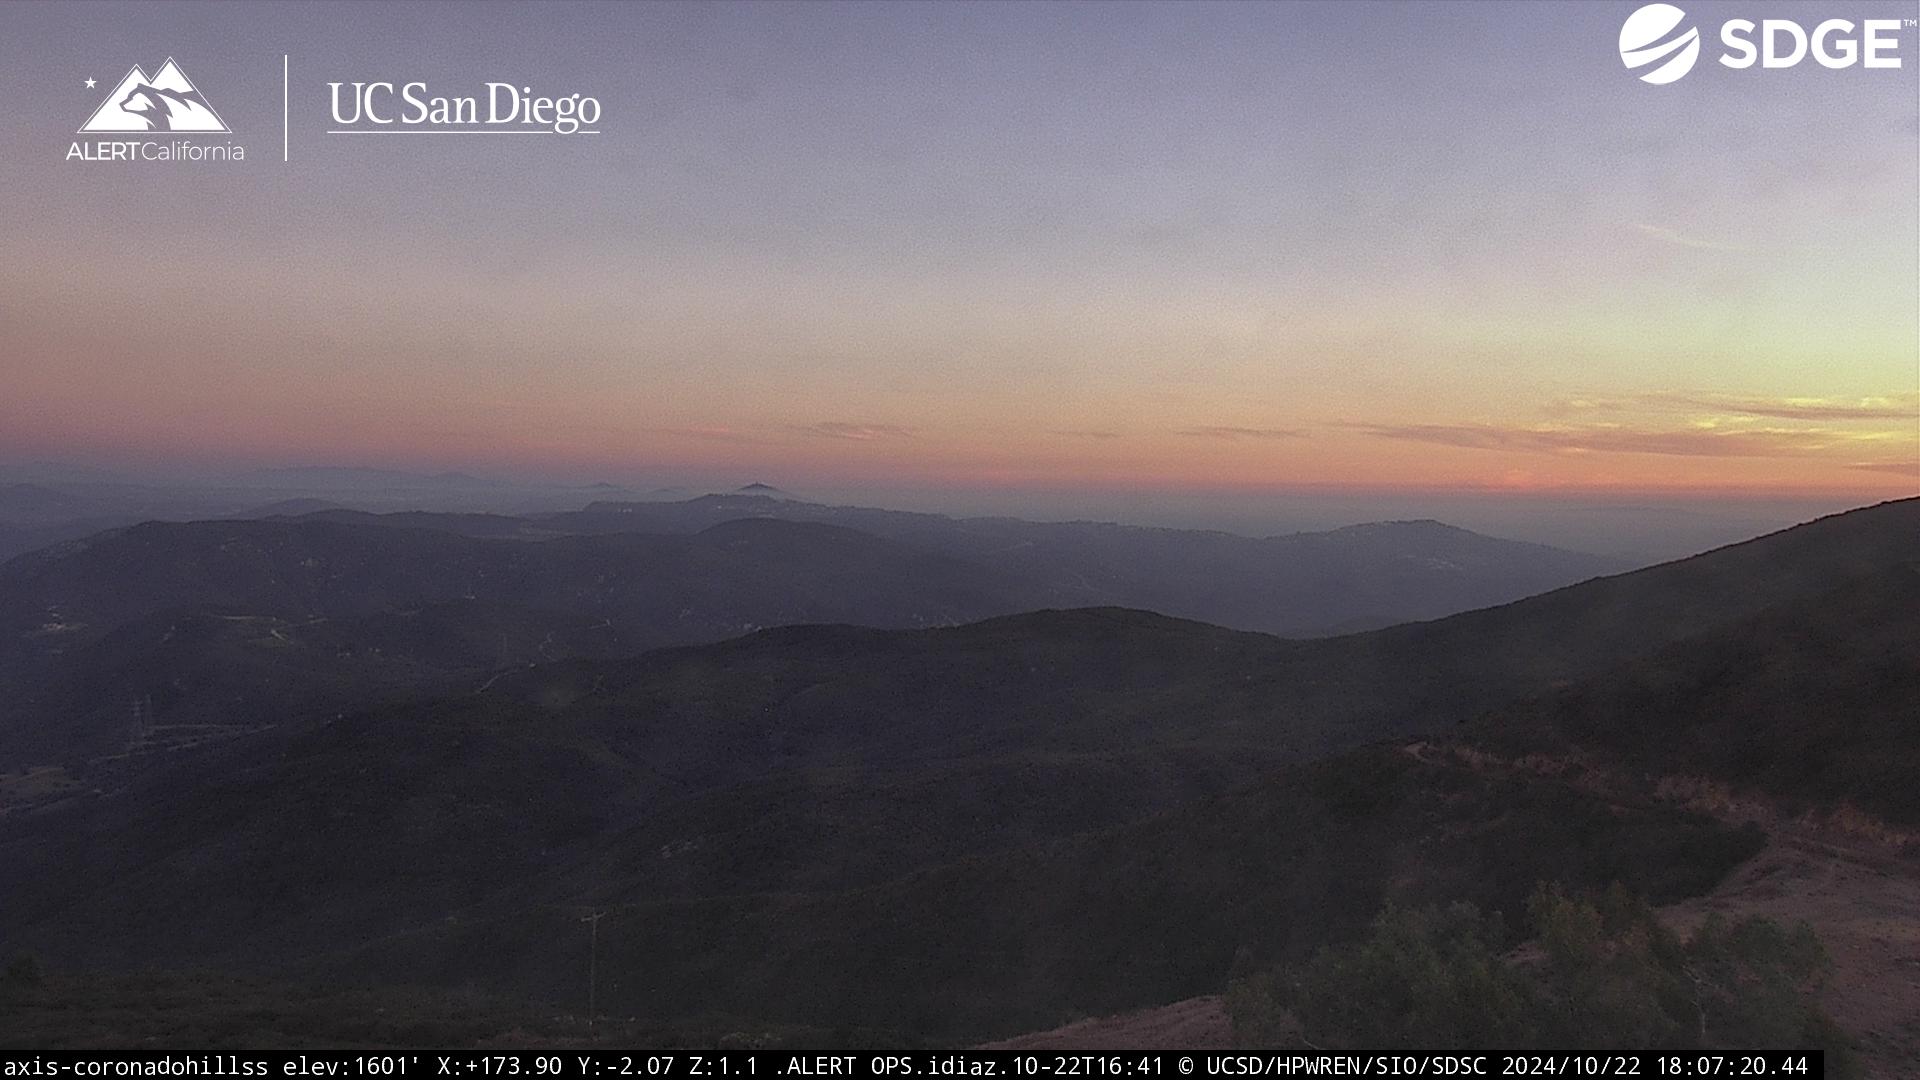 ALERTCalifornia
UC San Diego
SDGE™
axis-coronadohillss elev:1601' X:+173.90 Y:-2.07 Z:1.1 .ALERT OPS.idiaz.10-22T16:41 © UCSD/HPWREN/SIO/SDSC 2024/10/22 18:07:20.44